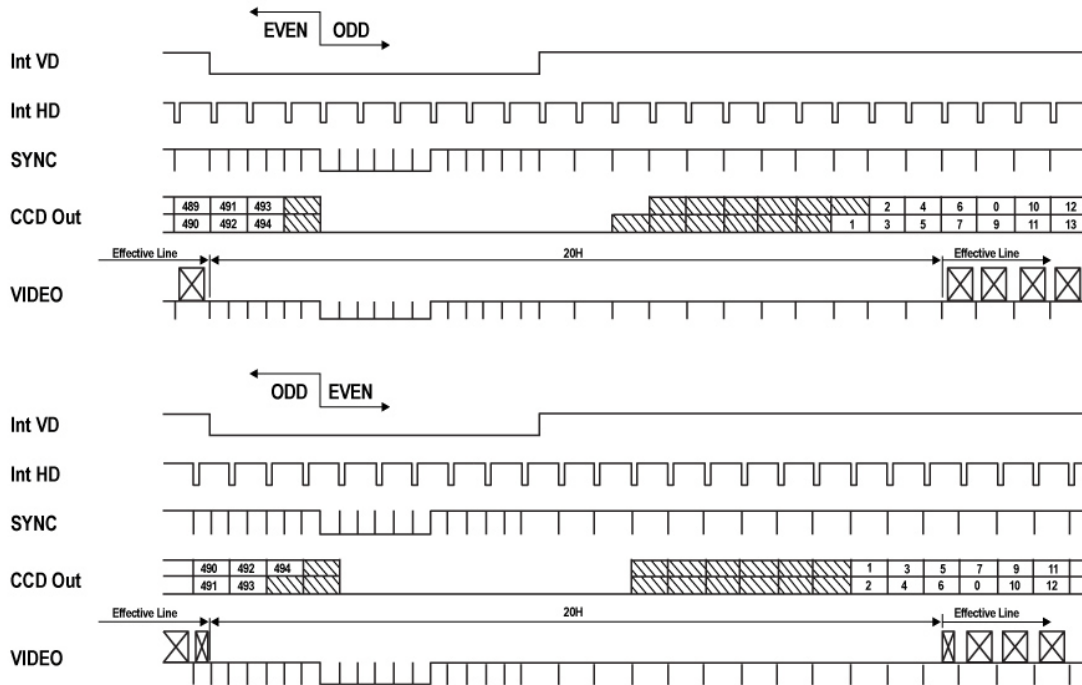 EVEN ODD
Int VD
Int HD
SYNC
489 491 493 2 4 6 0 10 12
CCD Out
490 492 494 1 3 5 7 9 11 13
Effective Line 20H Effective Line
VIDEO
ODD EVEN
Int VD
Int HD
SYNC
490 492 494 1 3 5 7 9 11
CCD Out
491 493 2 4 6 0 10 12
Effective Line 20H Effective Line
VIDEO